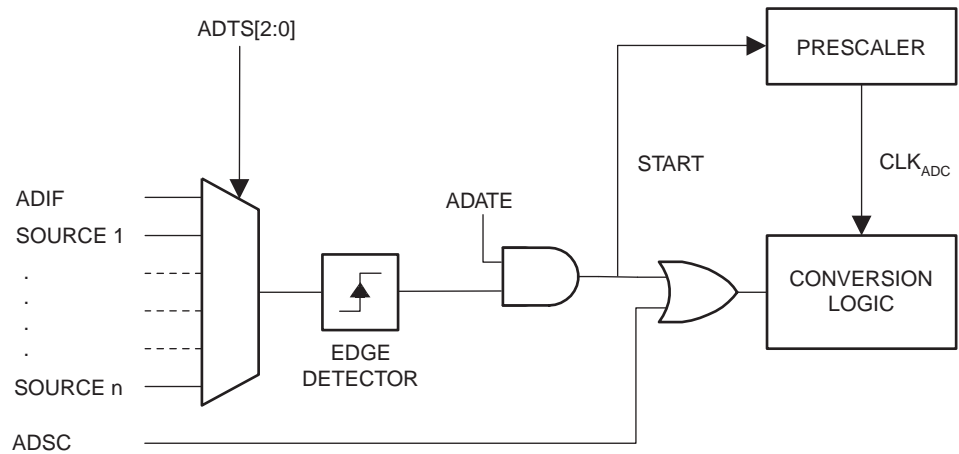 ADTS[2:0]
PRESCALER
START
CLKADC
ADIF
ADATE
SOURCE 1
.
.
.
.
CONVERSION
LOGIC
EDGE
DETECTOR
SOURCE n
ADSC